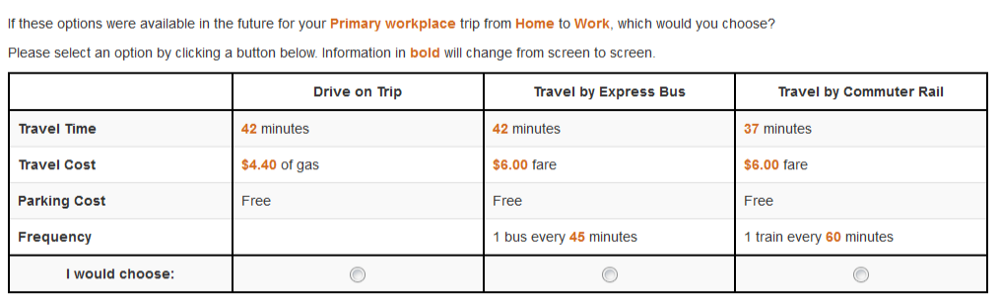 If these options were available in the future for your Primary workplace trip from Home to Work, which would you choose?
Please select an option by clicking a button below. Information in bold will change from screen to screen.
Drive on Trip Travel by Express Bus Travel by Commuter Rail
Travel Time 42 minutes 42 minutes 37 minutes
Travel Cost $4.40 of gas $6.00 fare $6.00 fare
Parking Cost Free Free Free
Frequency 1 bus every 45 minutes 1 train every 60 minutes
I would choose: